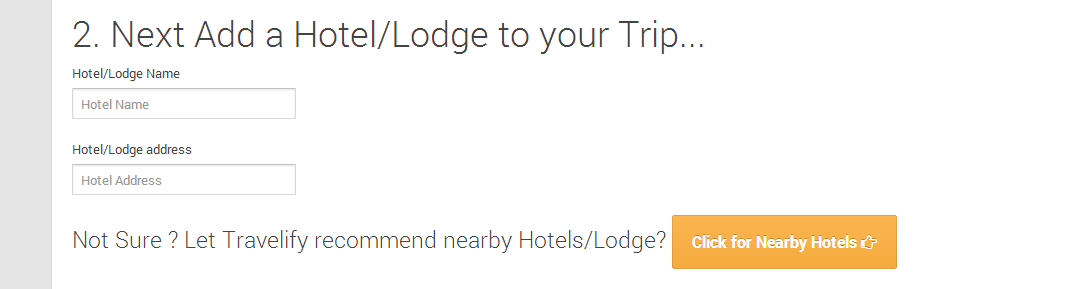 2. Next Add a Hotel/Lodge to your Trip...
Hotel/Lodge Name
Hotel Name
Hotel/Lodge address
Hotel Address
Not Sure ? Let Travelify recommend nearby Hotels/Lodge? Click for Nearby Hotels